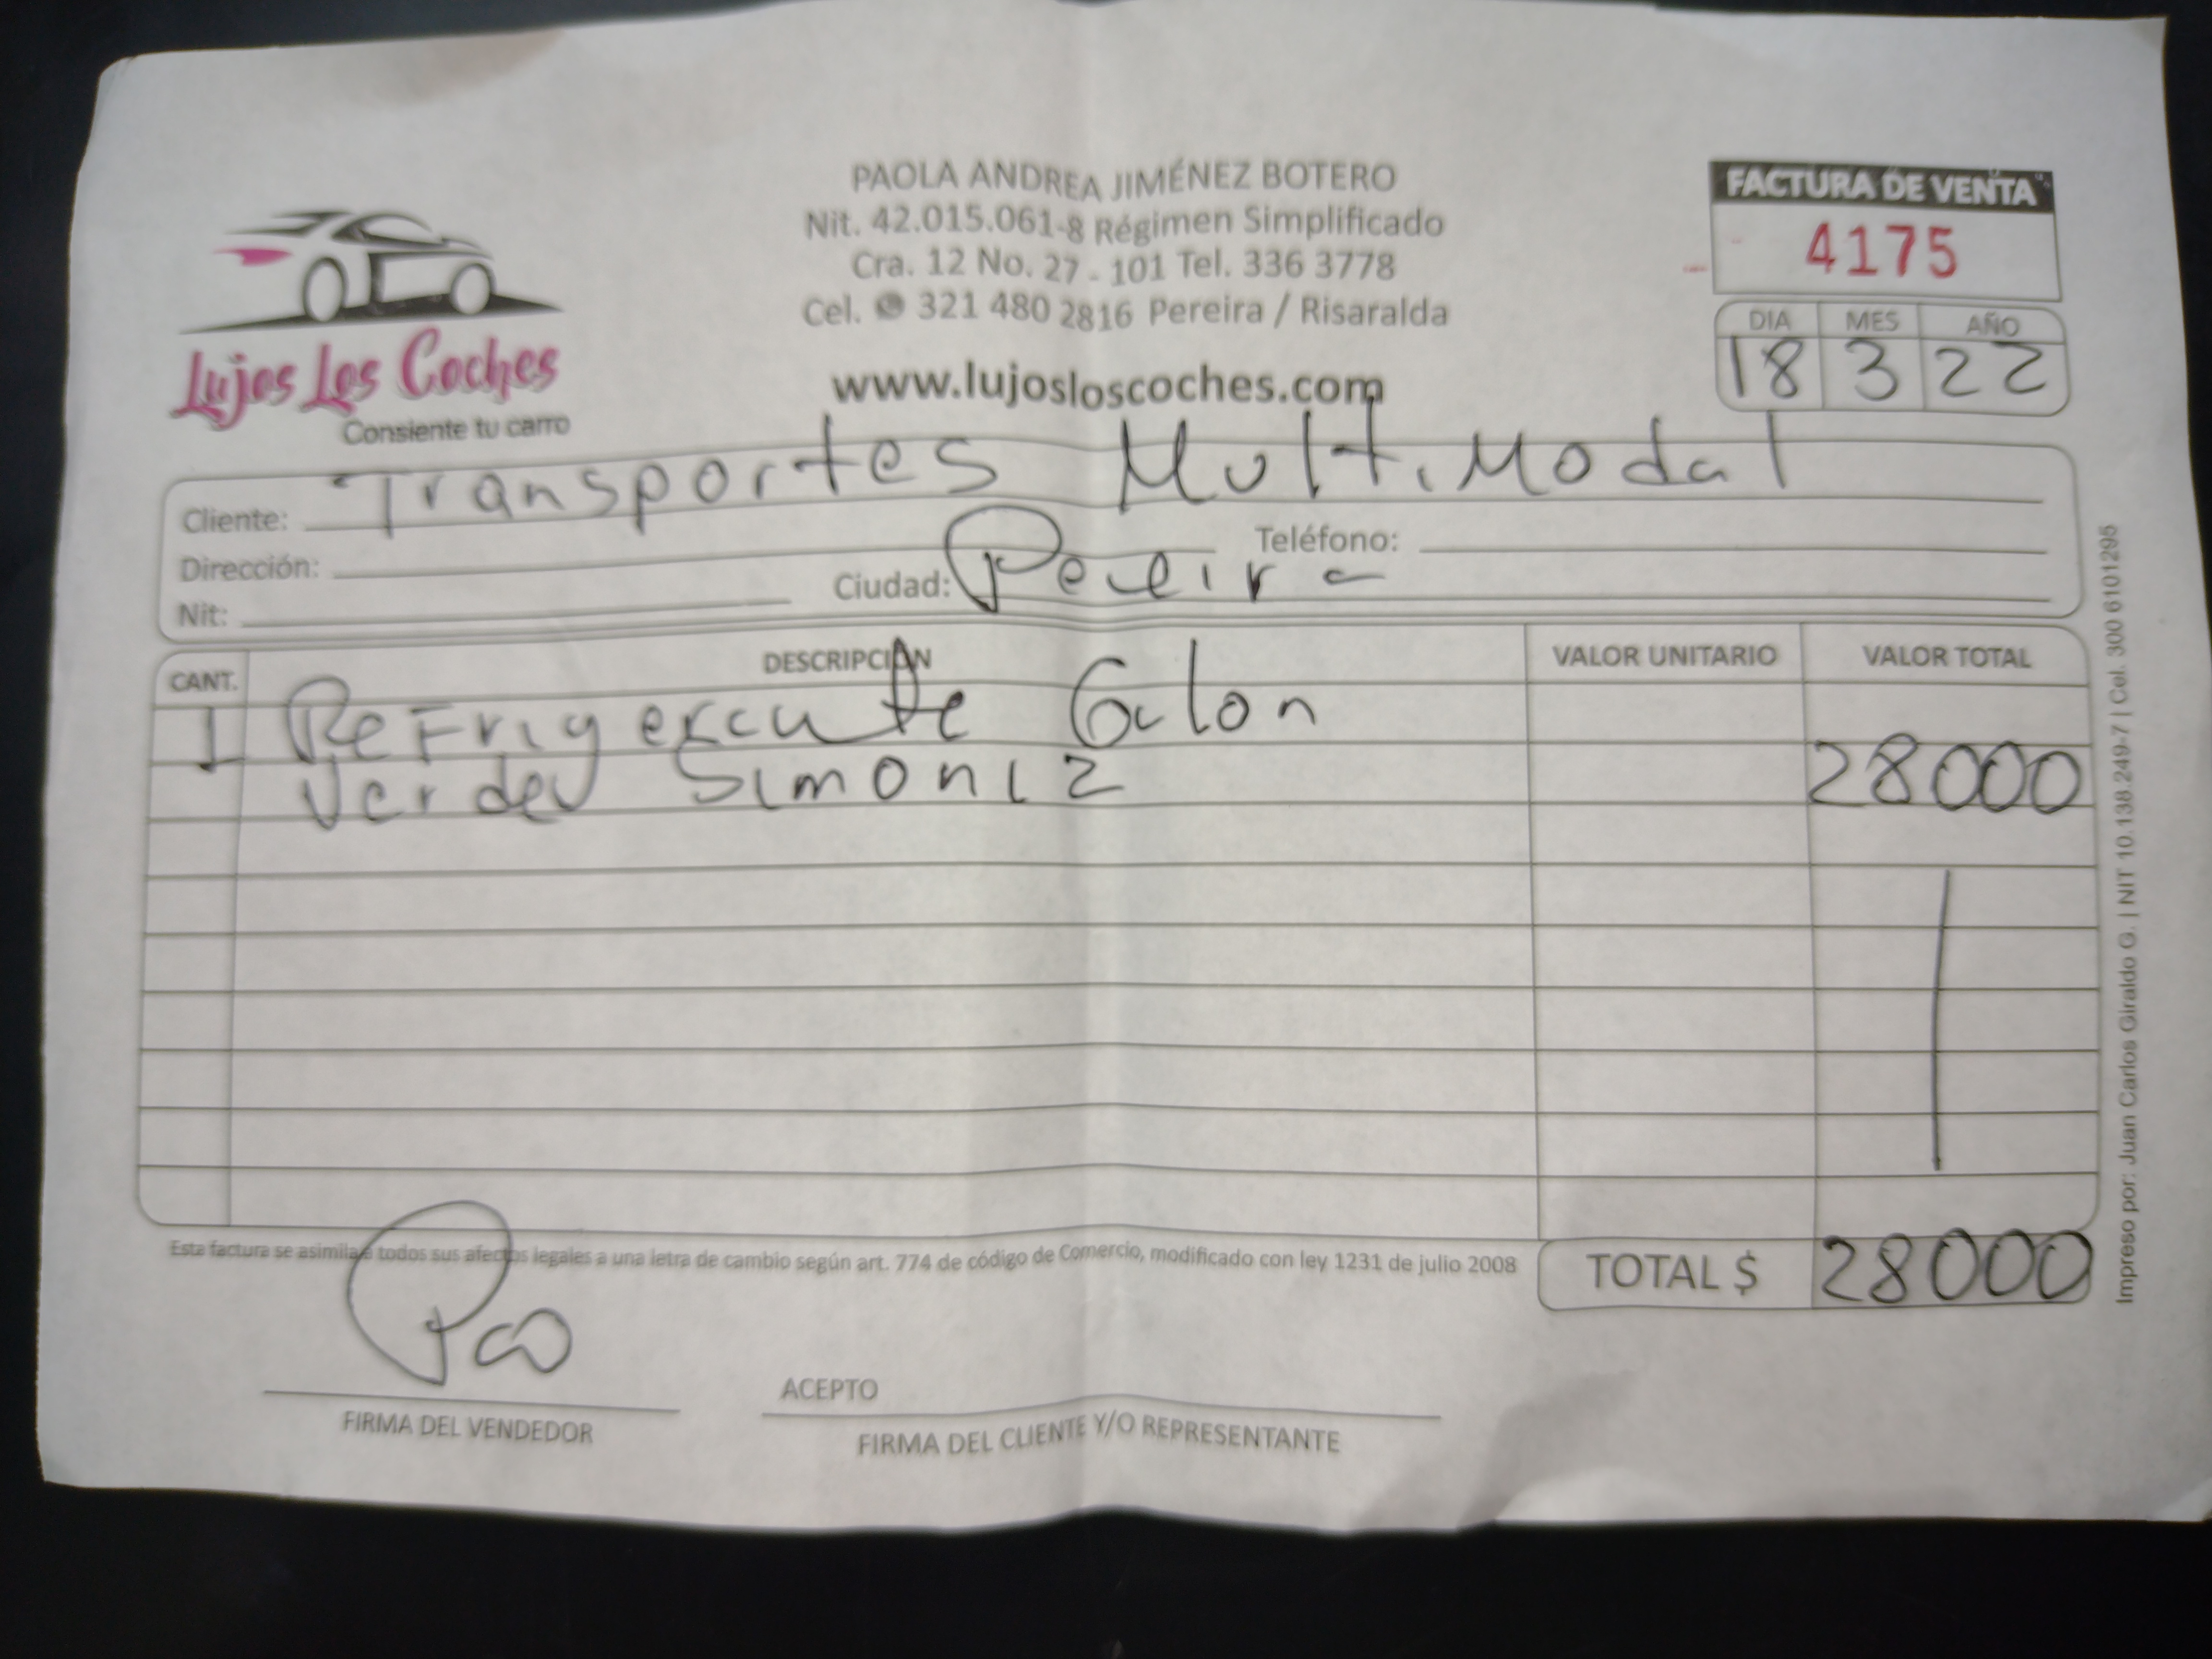 Lujos Los Coches
Consiente tu carro
PAOLA ANDREA JIMÉNEZ BOTERO
Nit. 42.015.061-8 Régimen Simplificado
Cra. 12 No. 27 - 101 Tel. 336 3778
Cel. 321 480 2816 Pereira / Risaralda
www.lujosloscoches.com
FACTURA DE VENTA
4175
DIA MES AÑO
18 3 22
Cliente: Transportes MultiModal
Dirección: Teléfono:
Nit: Ciudad: Pereira
CANT. DESCRIPCIÓN VALOR UNITARIO VALOR TOTAL
1 Refrigerante Galon
Verde Simoniz 28000
Esta factura se asimila a todos sus afectos legales a una letra de cambio según art. 774 de código de Comercio, modificado con ley 1231 de julio 2008
TOTAL $ 28000
Pao
FIRMA DEL VENDEDOR
ACEPTO
FIRMA DEL CLIENTE Y/O REPRESENTANTE
Impreso por: Juan Carlos Giraldo G. | NIT 10.138.249-7 | Cel. 300 6101295